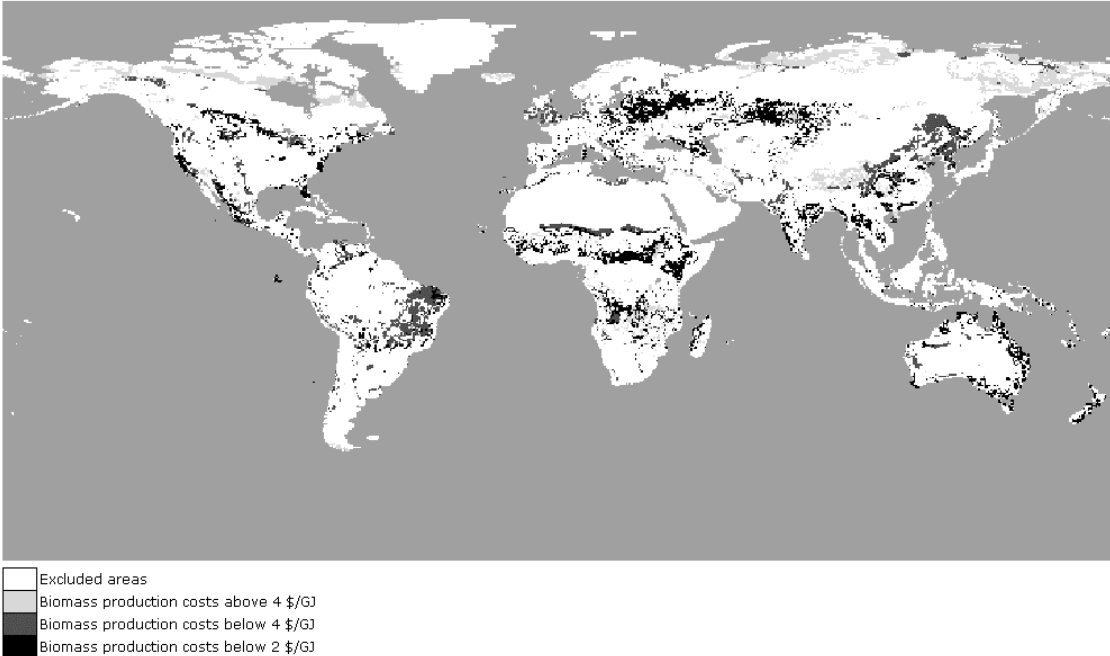 Excluded areas
Biomass production costs above 4 $/GJ
Biomass production costs below 4 $/GJ
Biomass production costs below 2 $/GJ